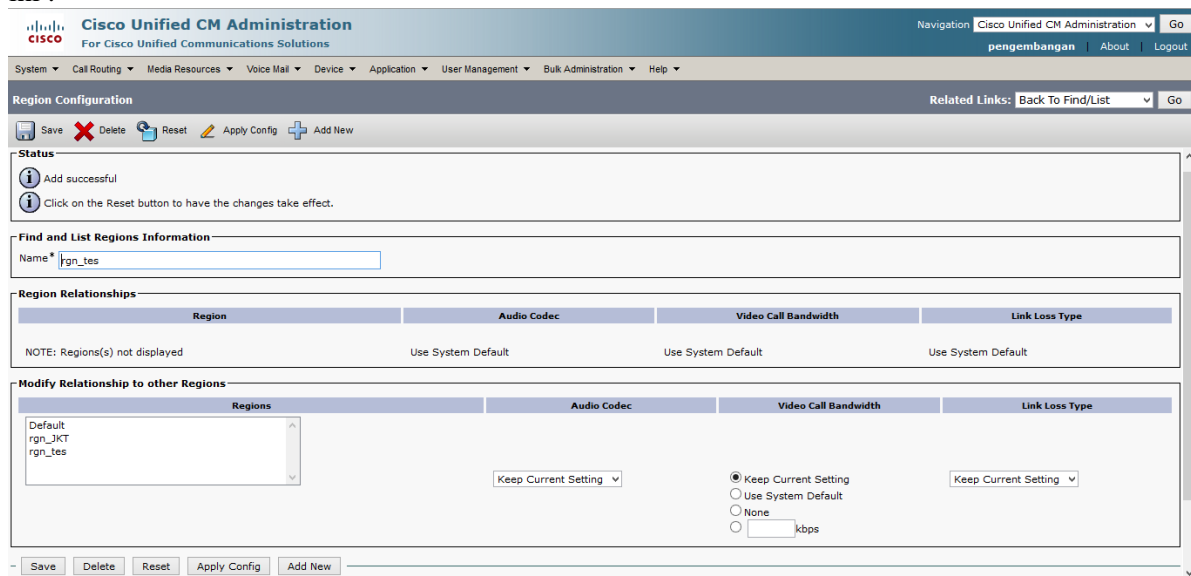 Cisco Unified CM Administration
CISCO
For Cisco Unified Communications Solutions
Navigation Cisco Unified CM Administration Go
pengembangan | About | Logout
System Call Routing Media Resources Voice Mail Device Application User Management Bulk Administration Help
Region Configuration
Related Links: Back To Find/List Go
Save Delete Reset Apply Config Add New
Status
Add successful
Click on the Reset button to have the changes take effect.
Find and List Regions Information
Name* rgn_tes
Region Relationships
Region Audio Codec Video Call Bandwidth Link Loss Type
NOTE: Regions(s) not displayed Use System Default Use System Default Use System Default
Modify Relationship to other Regions
Regions Audio Codec Video Call Bandwidth Link Loss Type
Default
rgn_JKT
rgn_tes
Keep Current Setting Keep Current Setting Keep Current Setting
Use System Default
None
kbps
- Save Delete Reset Apply Config Add New